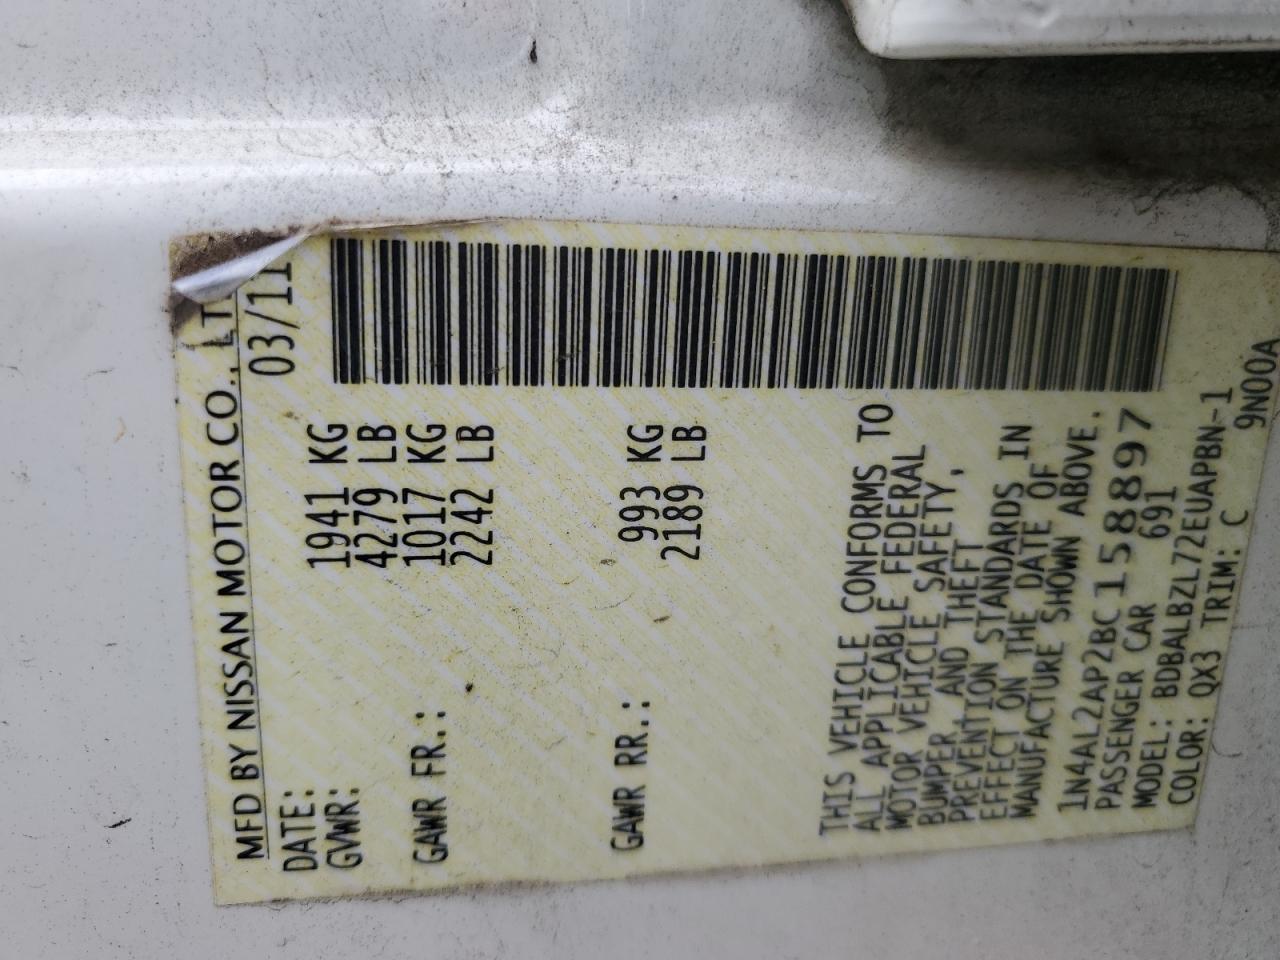 MFD BY NISSAN MOTOR CO., LT
DATE: 03/11
GVWR: 1941 KG
4279 LB
GAWR FR.: 1017 KG
2242 LB
GAWR RR.: 993 KG
2189 LB
THIS VEHICLE CONFORMS TO
ALL APPLICABLE FEDERAL
MOTOR VEHICLE SAFETY,
BUMPER AND THEFT
PREVENTION STANDARDS IN
EFFECT ON THE DATE OF
MANUFACTURE SHOWN ABOVE.
1N4AL2AP2BC158897
PASSENGER CAR 691
MODEL: BDBALBZL72EUAPBN-1
COLOR: QX3 TRIM: C 9N00A